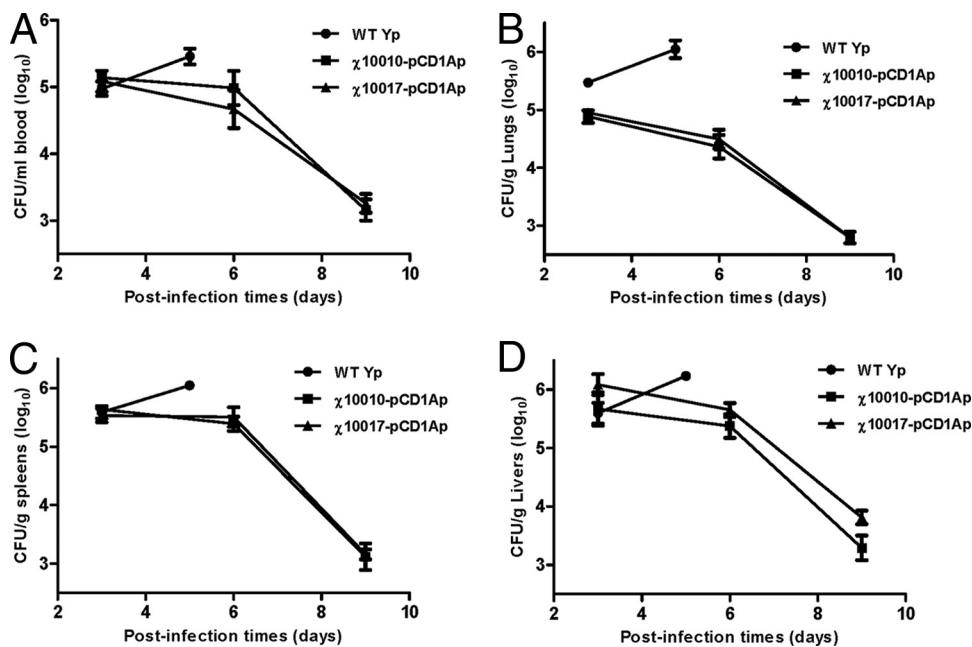 A
CFU/ml blood (log10)
6
5
4
3
2
4
6
8
10
Post-infection times (days)
WT Yp
χ10010-pCD1Ap
χ10017-pCD1Ap
B
CFU/g Lungs (log10)
6
5
4
3
2
4
6
8
10
Post-infection times (days)
WT Yp
χ10010-pCD1Ap
χ10017-pCD1Ap
C
CFU/g spleens (log10)
6
5
4
3
2
4
6
8
10
Post-infection times (days)
WT Yp
χ10010-pCD1Ap
χ10017-pCD1Ap
D
CFU/g Livers (log10)
6
5
4
3
2
4
6
8
10
Post-infection times (days)
WT Yp
χ10010-pCD1Ap
χ10017-pCD1Ap